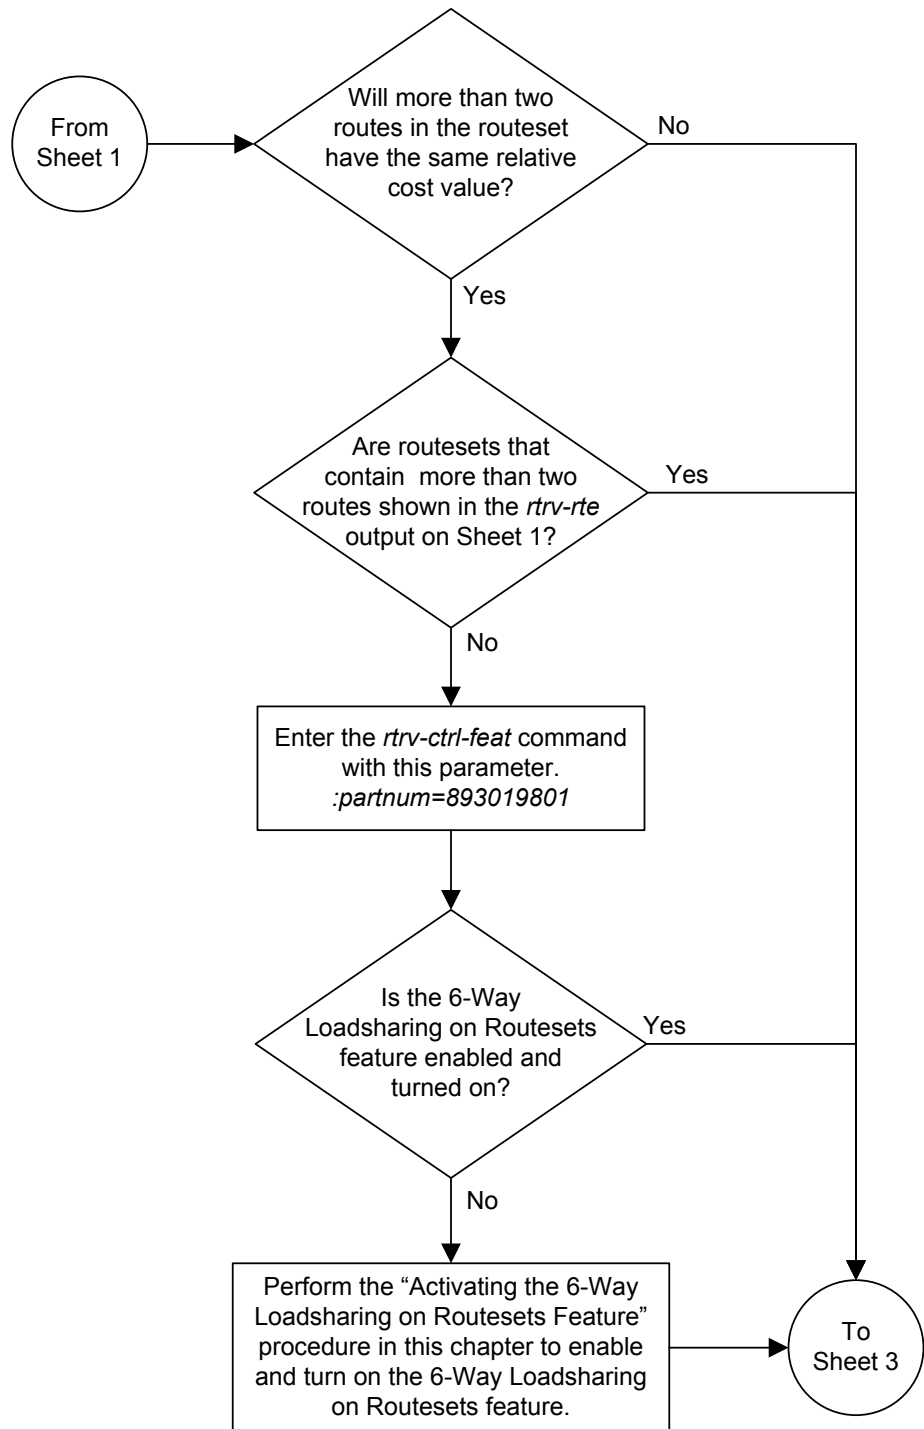 From
Sheet 1
Will more than two
routes in the routeset
have the same relative
cost value?
No
Yes
Are routesets that
contain  more than two
routes shown in the rtrv-rte
output on Sheet 1?
Yes
No
Enter the rtrv-ctrl-feat command
with this parameter.
:partnum=893019801
Is the 6-Way
Loadsharing on Routesets
feature enabled and
turned on?
Yes
No
Perform the “Activating the 6-Way
Loadsharing on Routesets Feature”
procedure in this chapter to enable
and turn on the 6-Way Loadsharing
on Routesets feature.
To
Sheet 3